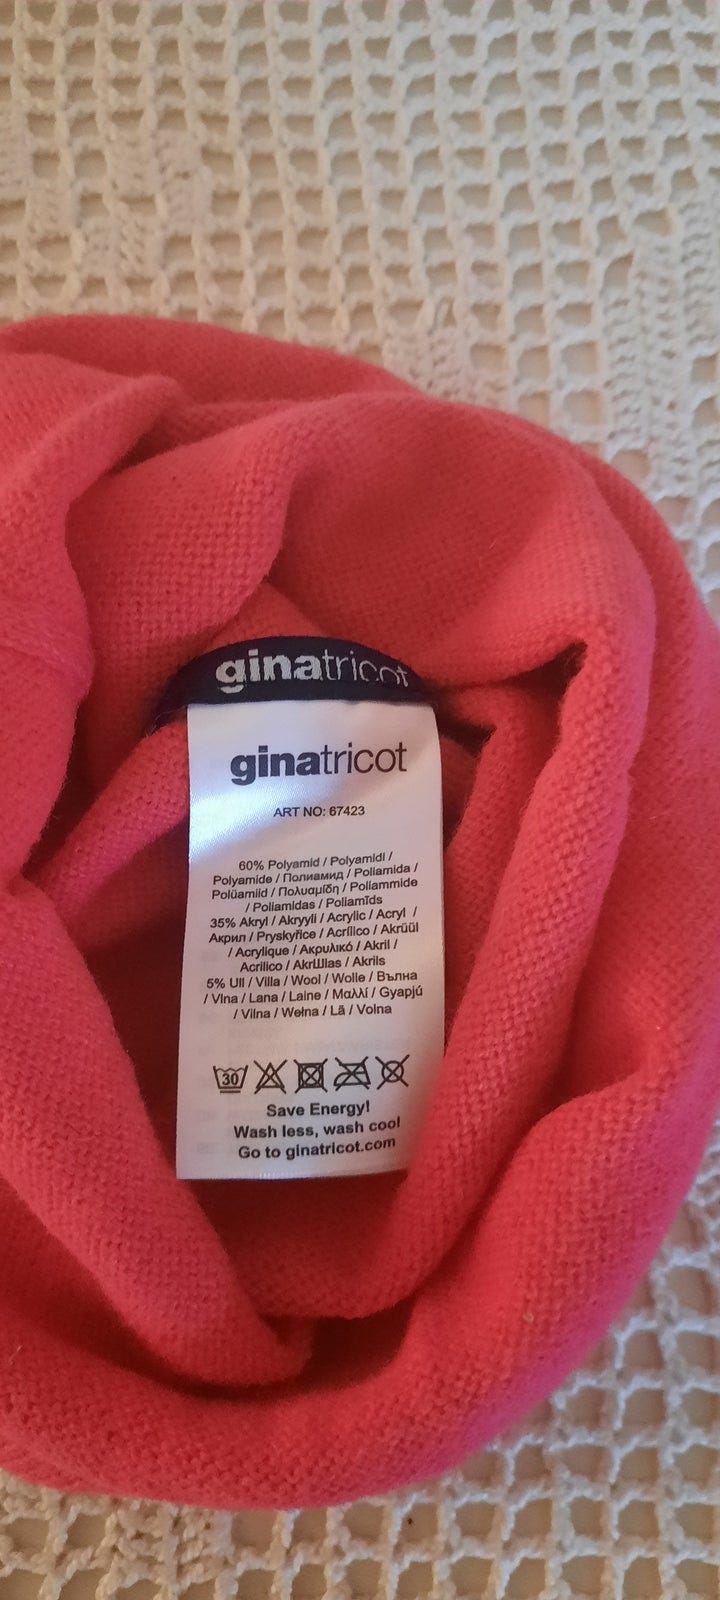 ginatricot
ginatricot
ART NO: 67423
60% Polyamid / Polyamidi /
Polyamide / Полиамид / Poliamida /
Polüamiid / Πολυαμίδη / Poliammide
/ Poliamidas / Poliamīds
35% Akryl / Akryyli / Acrylic / Acryl /
Акрил / Pryskyřice / Acrílico / Akrüül
/ Acrylique / Ακρυλικό / Akril /
Acrilico / AkrШlas / Akrils
5% Ull / Villa / Wool / Wolle / Вълна
/ Vlna / Lana / Laine / Μαλλί / Gyapjú
/ Vilna / Wełna / Lã / Volna
30
Save Energy!
Wash less, wash cool
Go to ginatricot.com